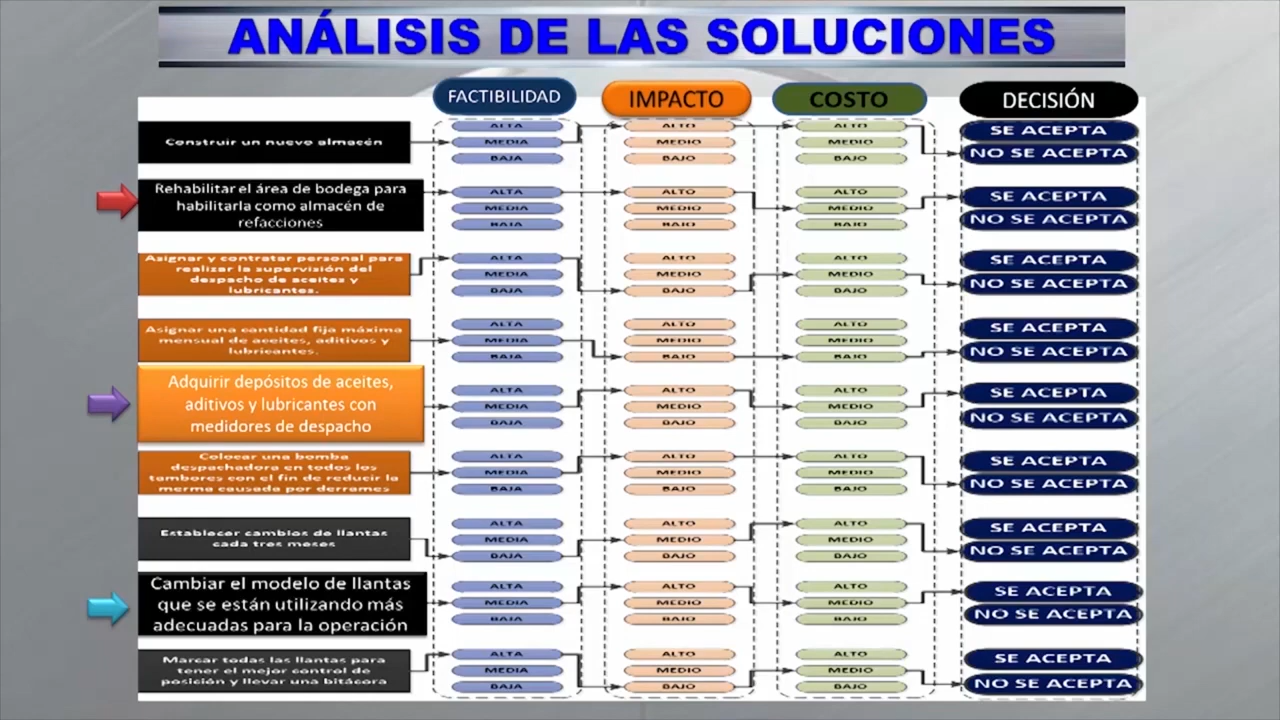 ANÁLISIS DE LAS SOLUCIONES
FACTIBILIDAD IMPACTO COSTO DECISIÓN
Construir un nuevo almacén
ALTA ALTO ALTO SE ACEPTA
MEDIA MEDIO MEDIO NO SE ACEPTA
BAJA BAJO BAJO
Rehabilitar el área de bodega para
habilitarla como almacén de
refacciones
ALTA ALTO ALTO SE ACEPTA
MEDIA MEDIO MEDIO NO SE ACEPTA
BAJA BAJO BAJO
Asignar y contratar personal para
realizar la supervisión del
despacho de aceites y
lubricantes.
ALTA ALTO ALTO SE ACEPTA
MEDIA MEDIO MEDIO NO SE ACEPTA
BAJA BAJO BAJO
Asignar una cantidad fija máxima
mensual de aceites, aditivos y
lubricantes.
ALTA ALTO ALTO SE ACEPTA
MEDIA MEDIO MEDIO NO SE ACEPTA
BAJA BAJO BAJO
Adquirir depósitos de aceites,
aditivos y lubricantes con
medidores de despacho
ALTA ALTO ALTO SE ACEPTA
MEDIA MEDIO MEDIO NO SE ACEPTA
BAJA BAJO BAJO
Colocar una bomba
despachadora en todos los
tambores con el fin de reducir la
merma causada por derrames
ALTA ALTO ALTO SE ACEPTA
MEDIA MEDIO MEDIO NO SE ACEPTA
BAJA BAJO BAJO
Establecer cambios de llantas
cada tres meses
ALTA ALTO ALTO SE ACEPTA
MEDIA MEDIO MEDIO NO SE ACEPTA
BAJA BAJO BAJO
Cambiar el modelo de llantas
que se están utilizando más
adecuadas para la operación
ALTA ALTO ALTO SE ACEPTA
MEDIA MEDIO MEDIO NO SE ACEPTA
BAJA BAJO BAJO
Marcar todas las llantas para
tener el mejor control de
posición y llevar una bitácora
ALTA ALTO ALTO SE ACEPTA
MEDIA MEDIO MEDIO NO SE ACEPTA
BAJA BAJO BAJO